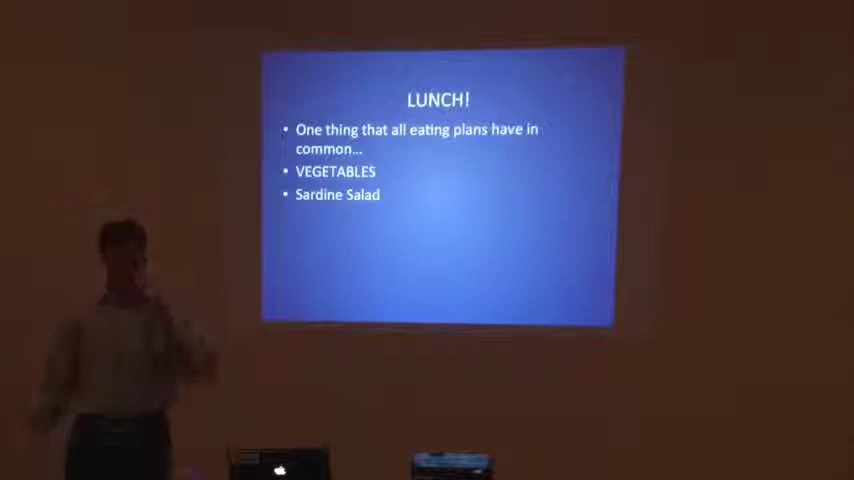 LUNCH!
• One thing that all eating plans have in
common...
• VEGETABLES
• Sardine Salad